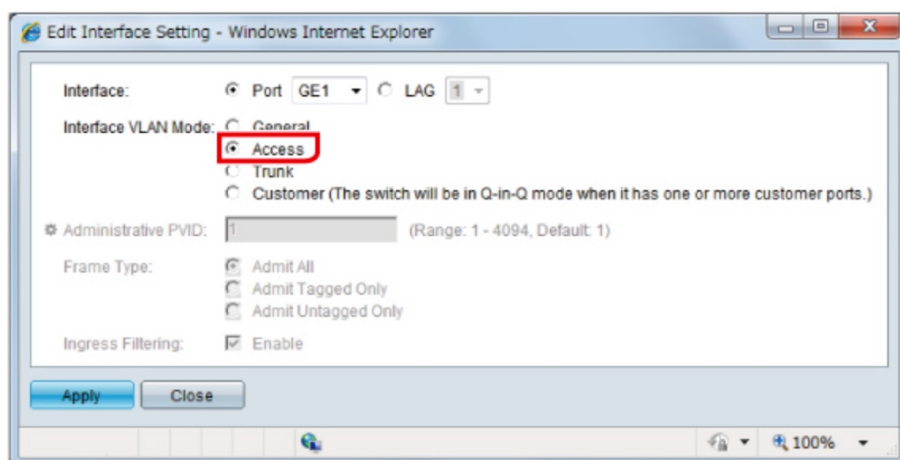 Edit Interface Setting - Windows Internet Explorer
Interface: Port GE1 LAG 1
Interface VLAN Mode: General
Access
Trunk
Customer (The switch will be in Q-in-Q mode when it has one or more customer ports.)
Administrative PVID: 1 (Range: 1 - 4094, Default: 1)
Frame Type: Admit All
Admit Tagged Only
Admit Untagged Only
Ingress Filtering: Enable
Apply Close
100%